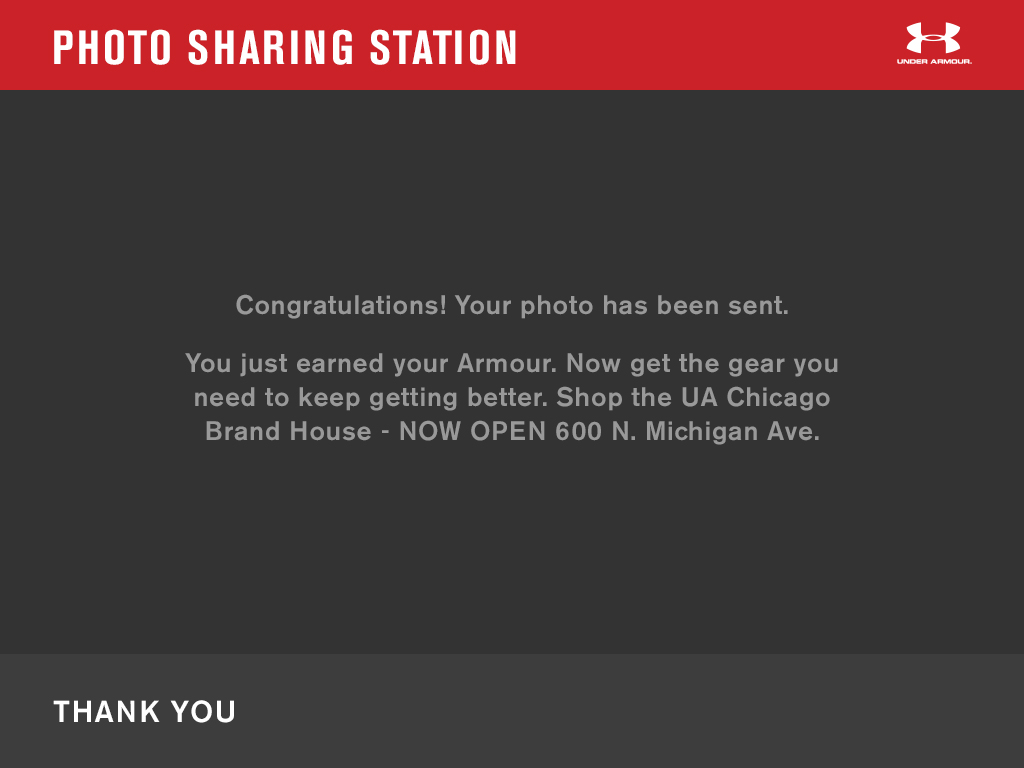 PHOTO SHARING STATION
UNDER ARMOUR.
Congratulations! Your photo has been sent.
You just earned your Armour. Now get the gear you
need to keep getting better. Shop the UA Chicago
Brand House - NOW OPEN 600 N. Michigan Ave.
THANK YOU